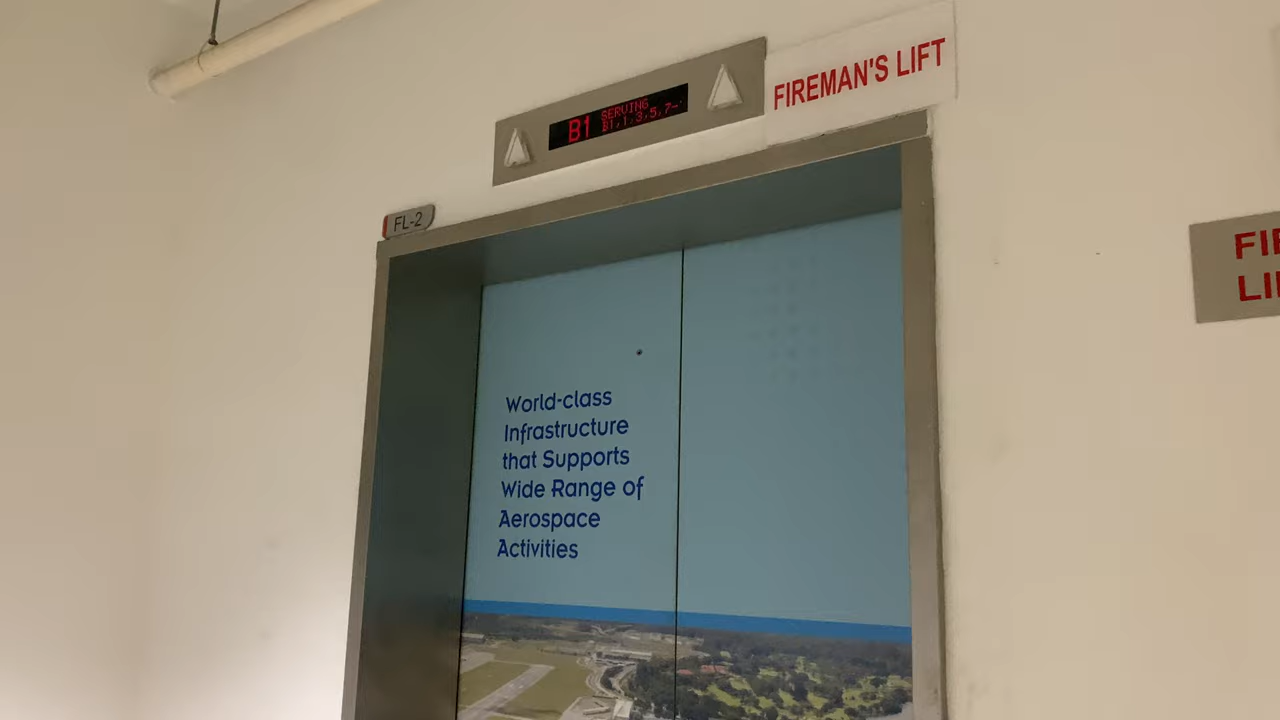 FIREMAN'S LIFT
B1
SERVING
B1,1,3,5,7-
FL-2
World-class
Infrastructure
that Supports
Wide Range of
Aerospace
Activities